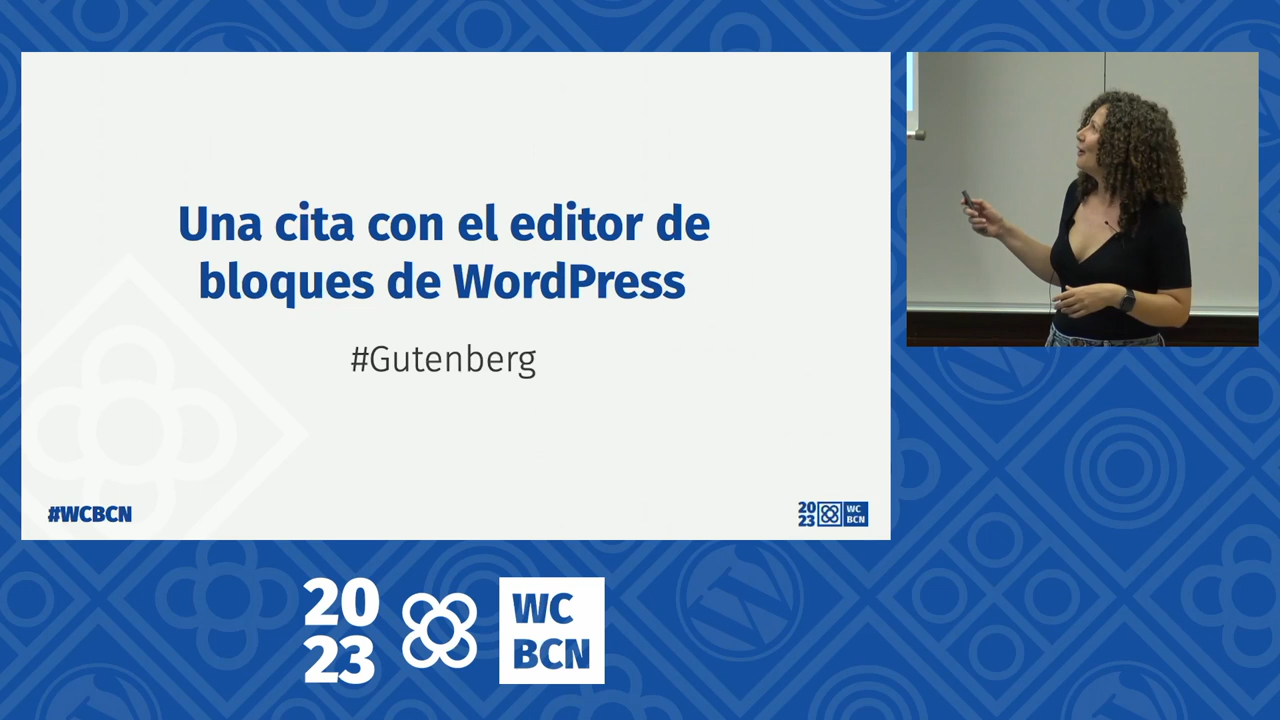 Una cita con el editor de
bloques de WordPress
#Gutenberg
#WCBCN
20
23
WC
BCN
20
23
WC
BCN